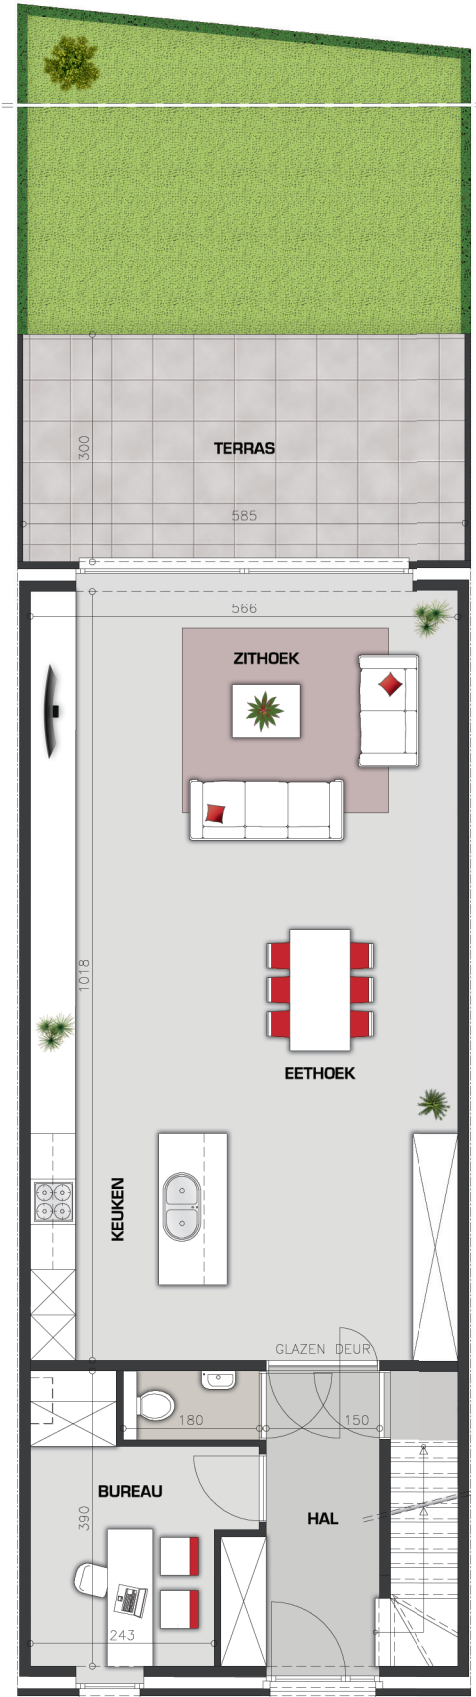 300
TERRAS
585
566
ZITHOEK
1018
EETHOEK
KEUKEN
GLAZEN DEUR
180
150
BUREAU
390
HAL
243